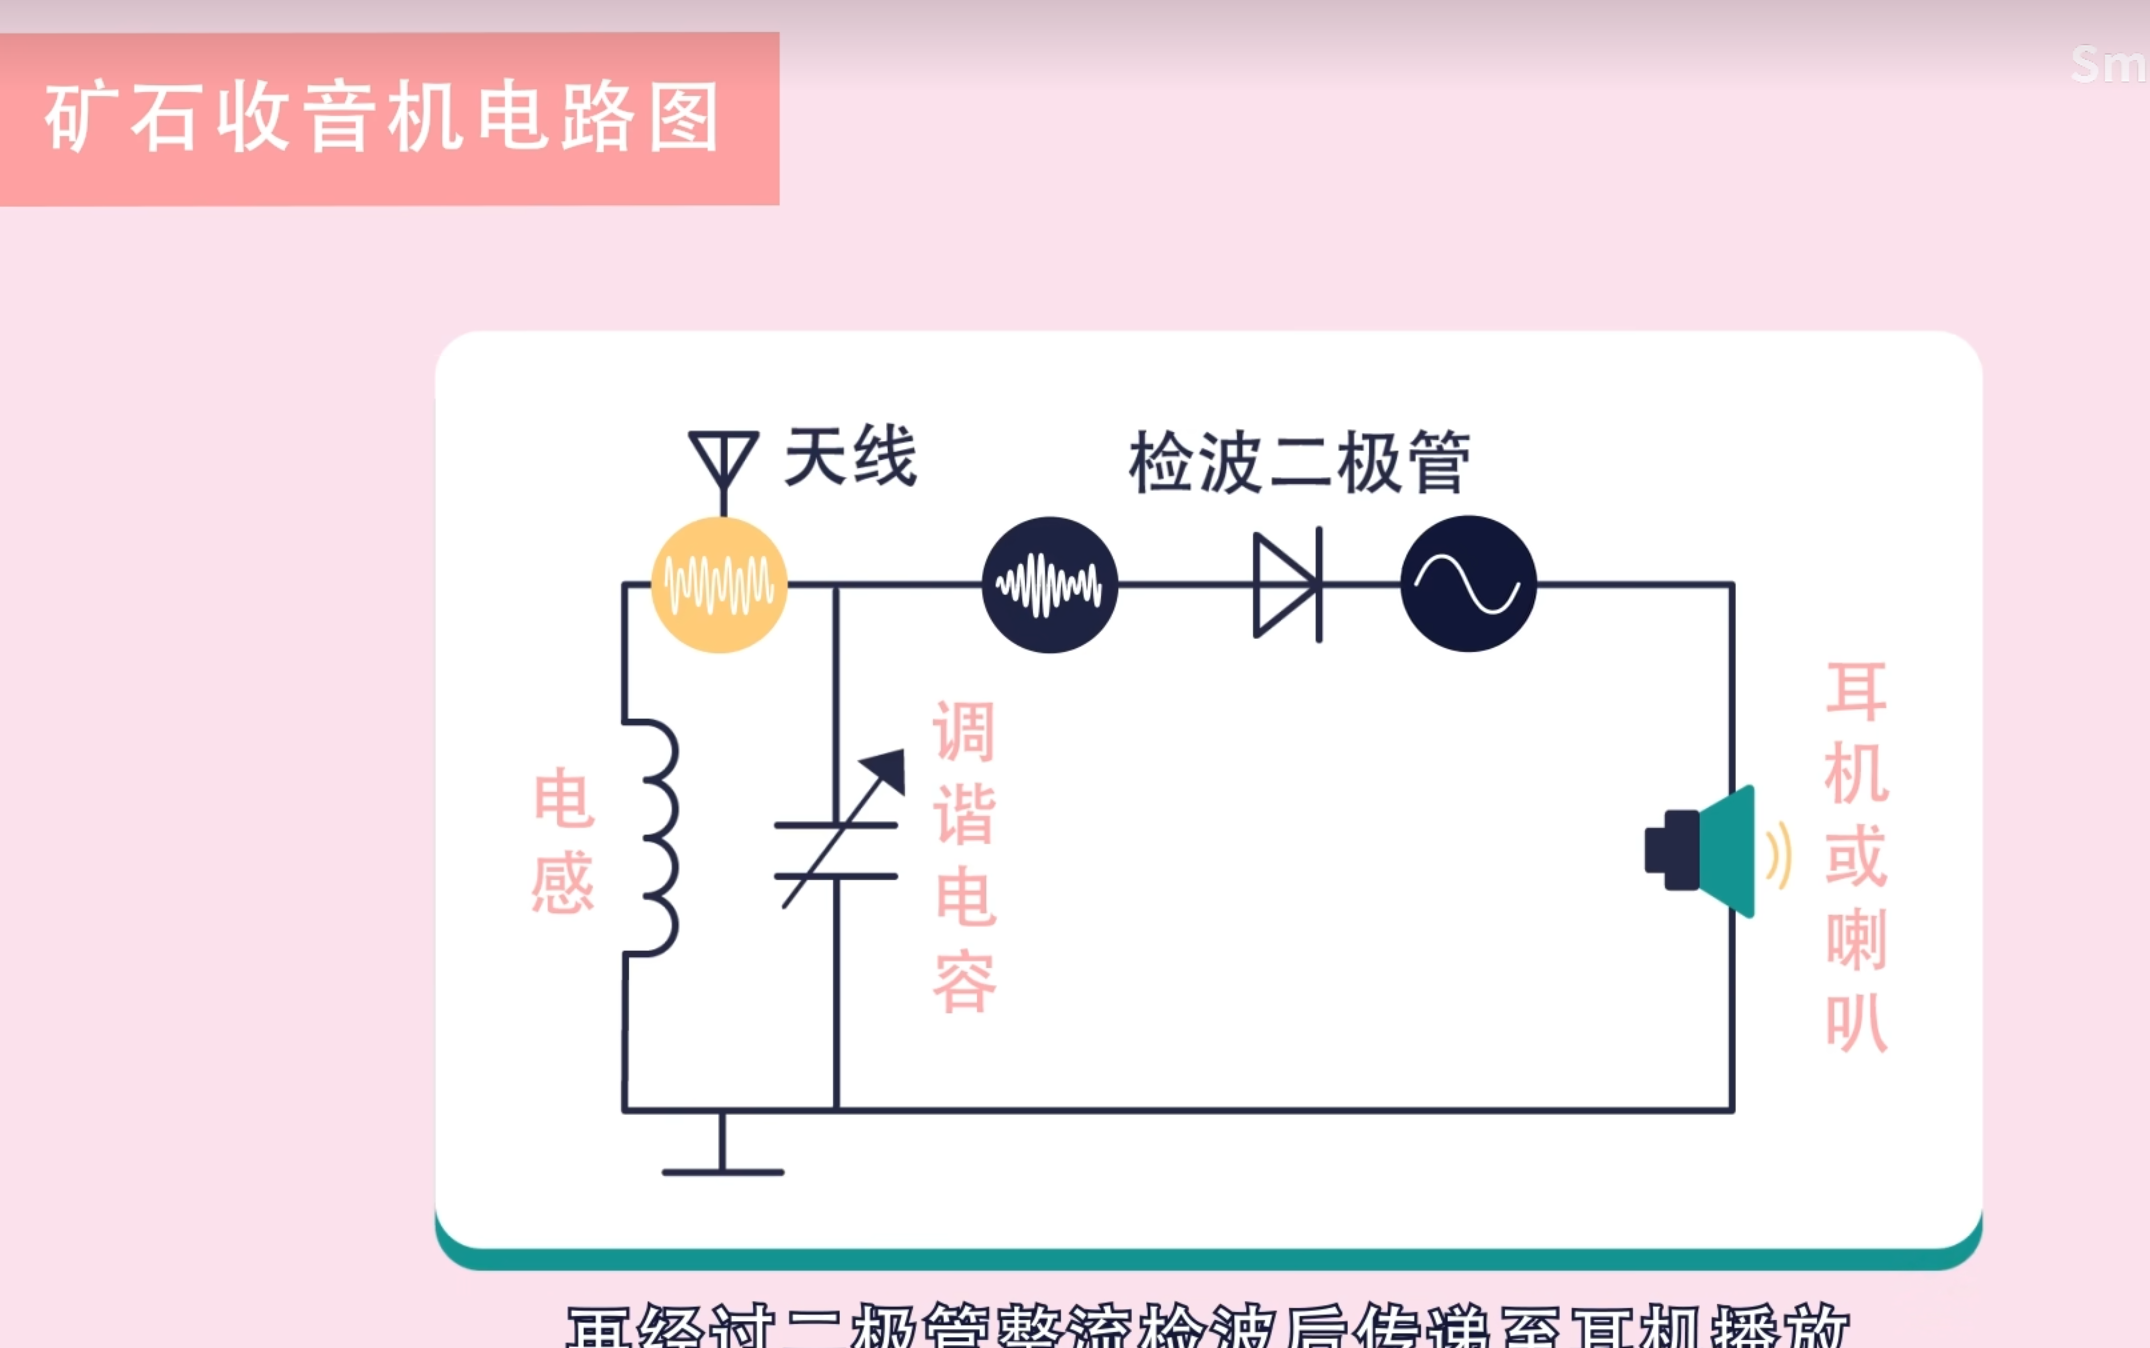 矿石收音机电路图
Sm
天线
检波二极管
电感
调谐电容
耳机或喇叭
再经过二极管整流检波后传递至耳机播放